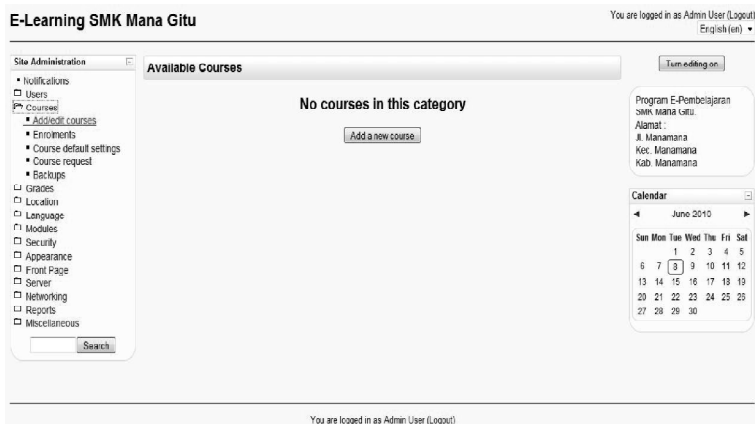 E-Learning SMK Mana Gitu
You are logged in as Admin User (Logout)
English (en)
Site Administration
Notifications
Users
Courses
Add/edit courses
Enrolments
Course default settings
Course request
Backups
Grades
Location
Language
Modules
Security
Appearance
Front Page
Server
Networking
Reports
Miscellaneous
Search
Available Courses
No courses in this category
Add a new course
Turn editing on
Program E-Pembelajaran
SMK Mana Gitu.
Alamat :
Jl. Manamana
Kec. Manamana
Kab. Manamana
Calendar
June 2010
Sun Mon Tue Wed Thu Fri Sat
1 2 3 4 5
6 7 8 9 10 11 12
13 14 15 16 17 18 19
20 21 22 23 24 25 26
27 28 29 30
You are logged in as Admin User (Logout)